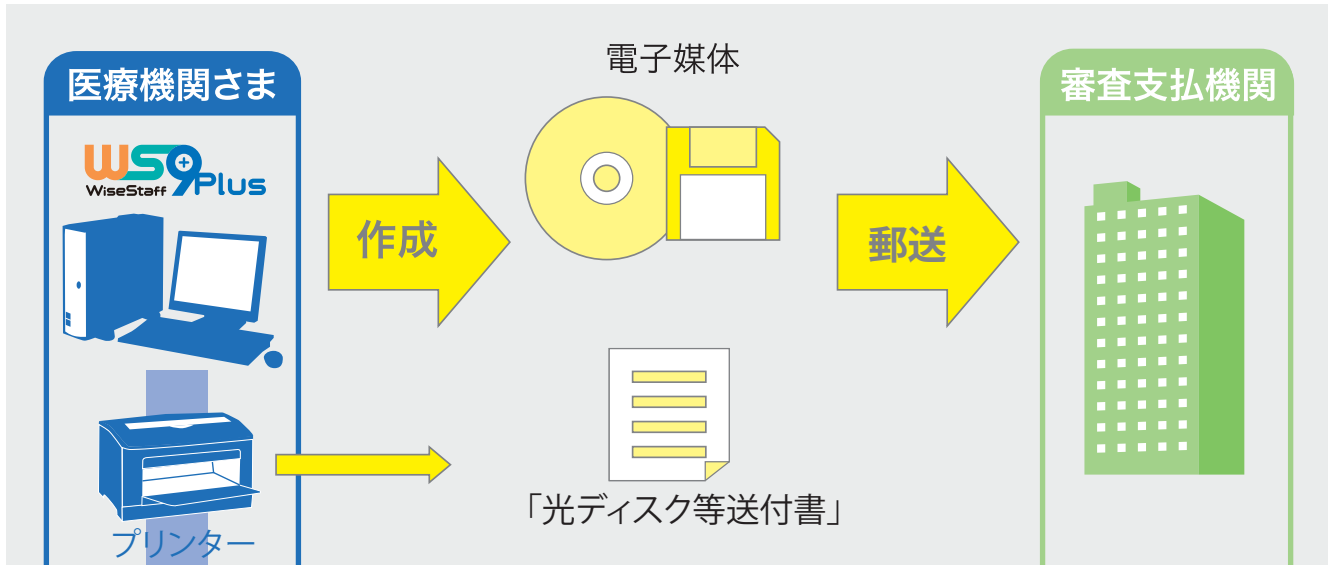 電子媒体
医療機関さま
審査支払機関
WS9Plus
WiseStaff
作成
郵送
「光ディスク等送付書」
プリンター